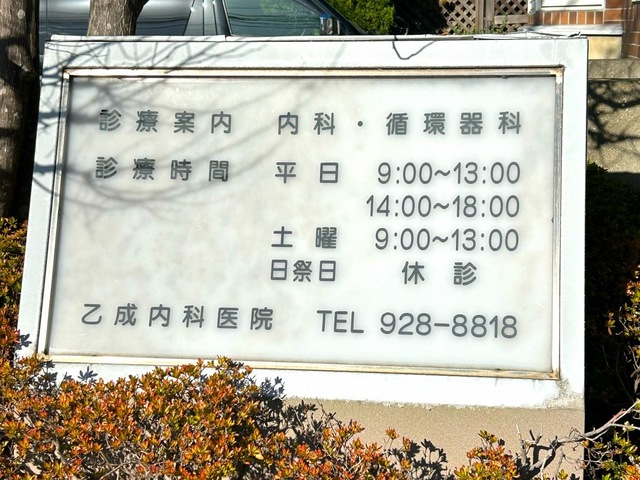 診療案内 内科・循環器科
診療時間 平日 9:00~13:00
14:00~18:00
土曜 9:00~13:00
日祭日 休診
乙成内科医院 TEL 928-8818